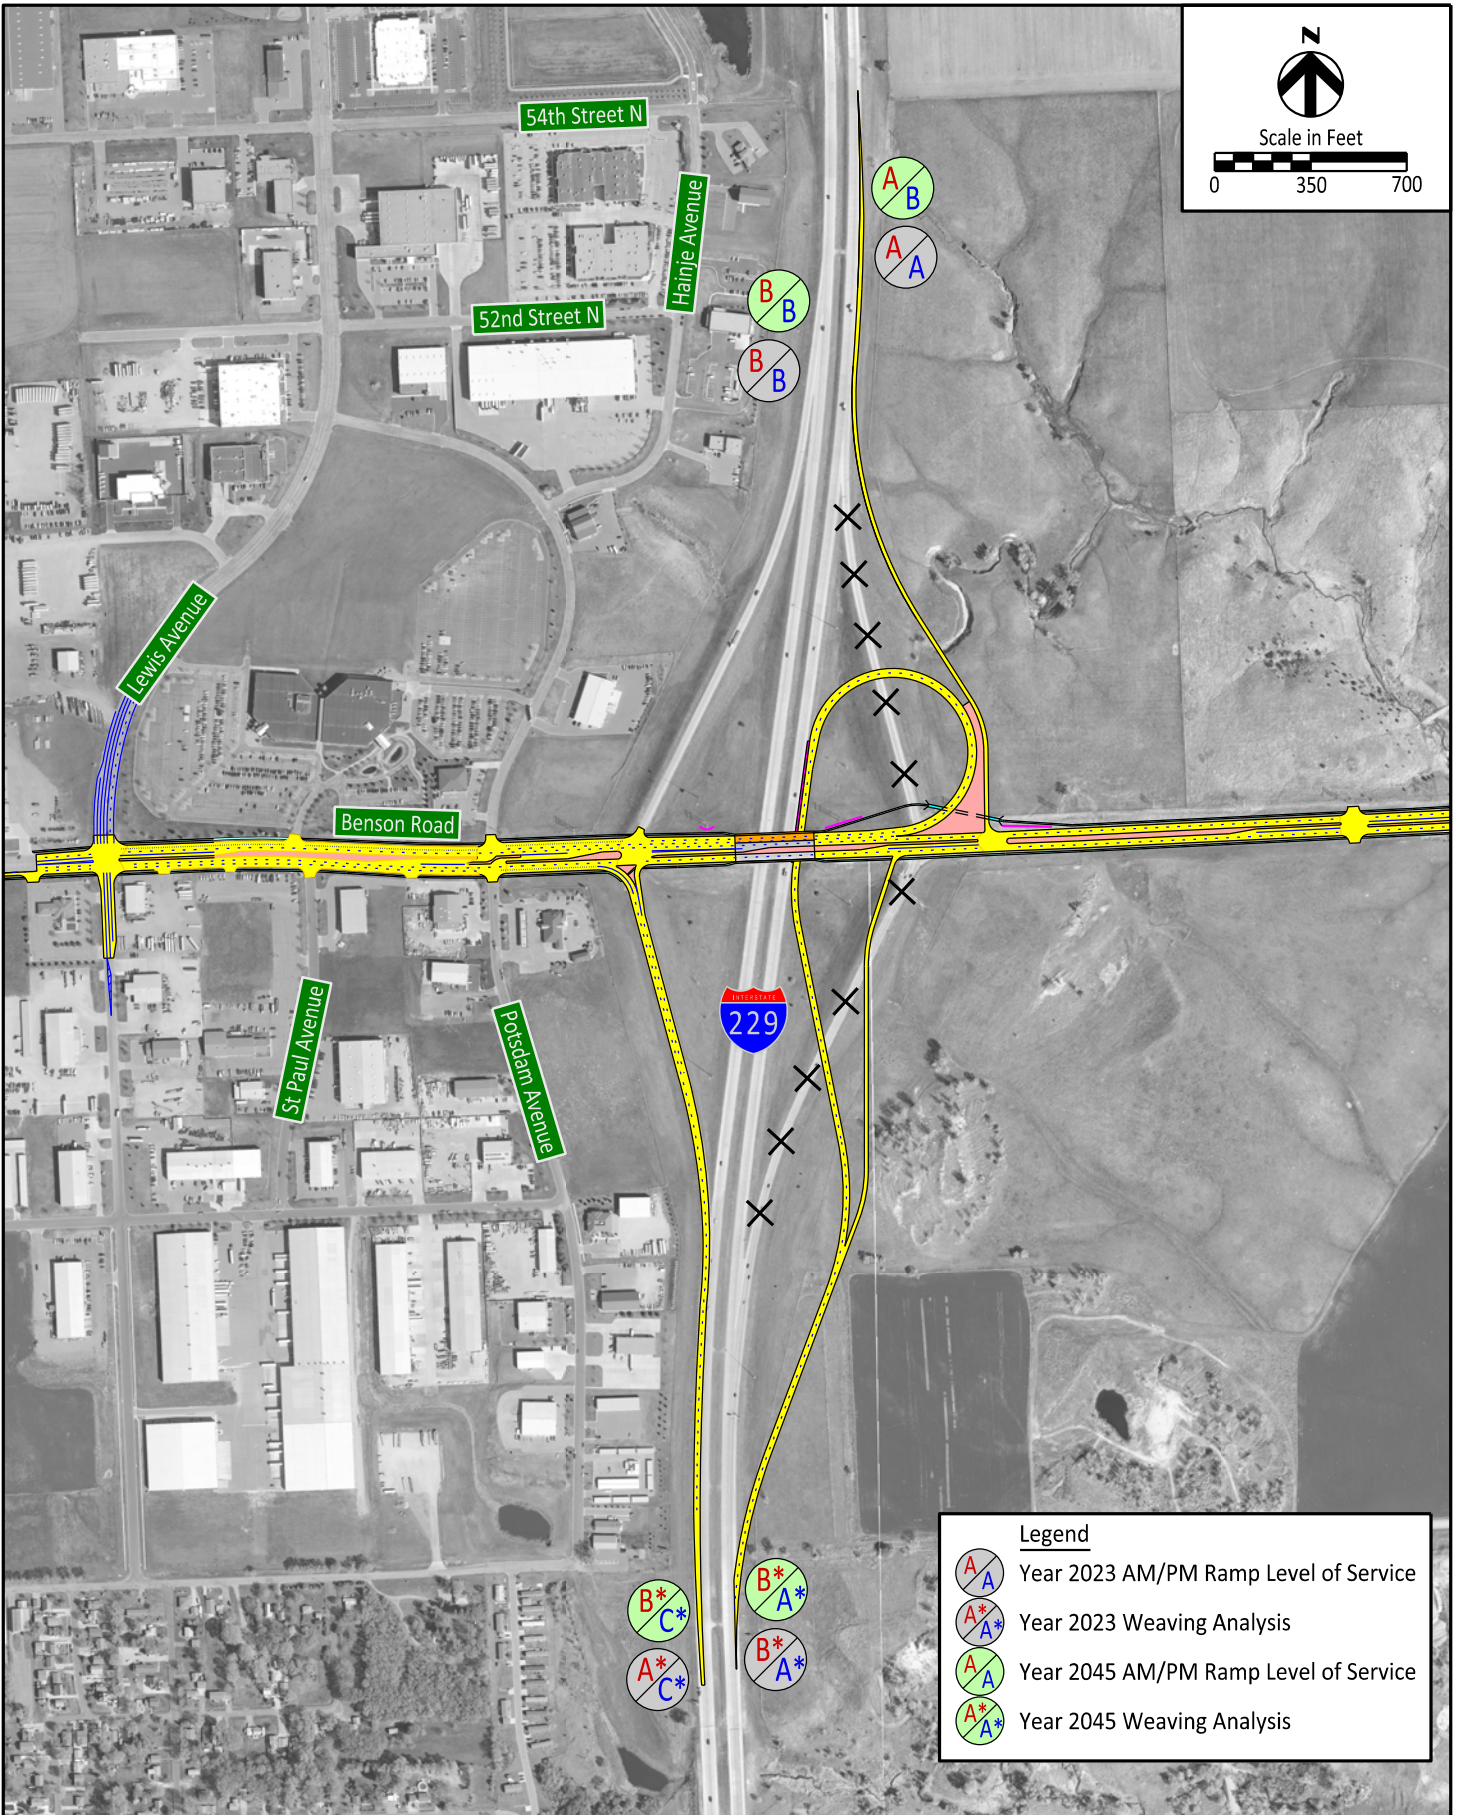 N
Scale in Feet
0 350 700
54th Street N
Hainje Avenue
A B
A A
B B
B B
52nd Street N
Lewis Avenue
Benson Road
St Paul Avenue
Potsdam Avenue
INTERSTATE
229
B* C*
A* C*
B* A*
B* A*
Legend
A A Year 2023 AM/PM Ramp Level of Service
A* A* Year 2023 Weaving Analysis
A A Year 2045 AM/PM Ramp Level of Service
A* A* Year 2045 Weaving Analysis